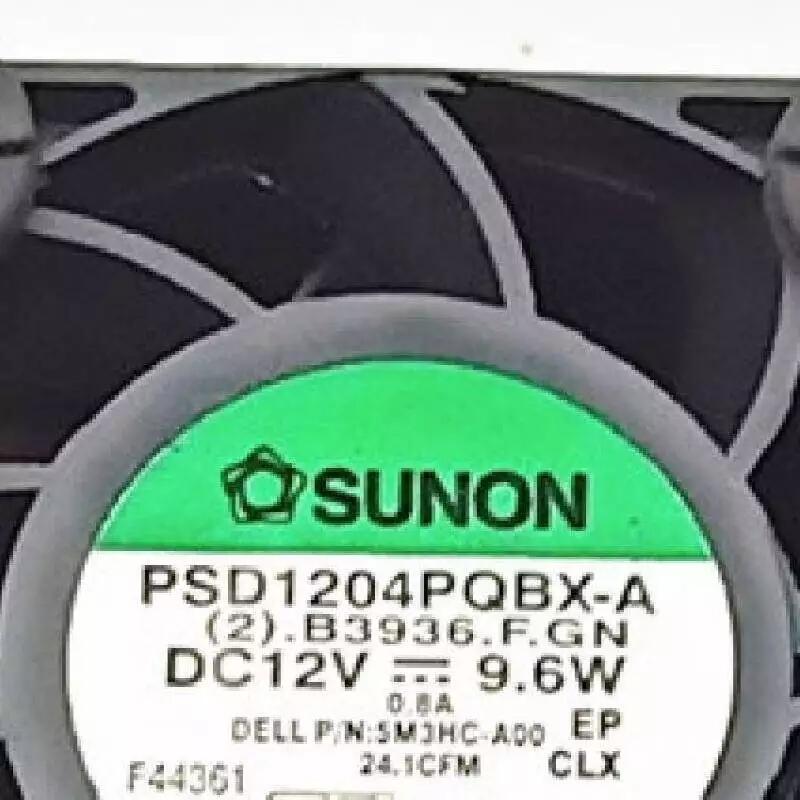 SUNON
PSD1204PQBX-A
(2).B3936.F.GN
DC12V ⎓ 9.6W
0.8A
DELL P/N:5M3HC-A00 EP
24.1CFM CLX
F44361